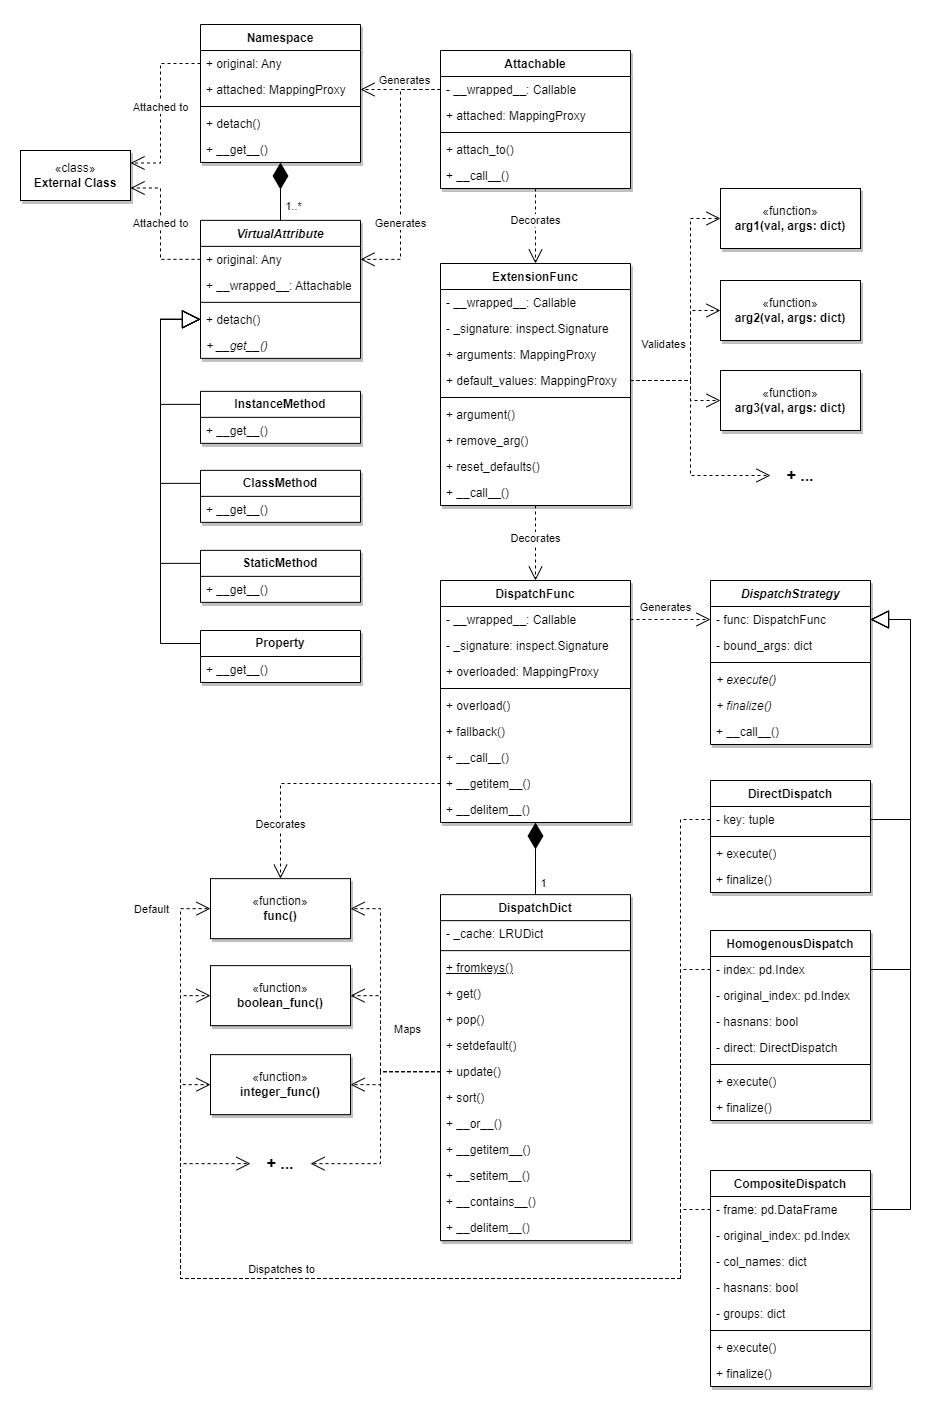 Namespace
+ original: Any
+ attached: MappingProxy
+ detach()
+ __get__()
Attachable
- __wrapped__: Callable
+ attached: MappingProxy
+ attach_to()
+ __call__()
Generates
Attached to
«class»
External Class
Attached to
1..*
Generates
Decorates
VirtualAttribute
+ original: Any
+ __wrapped__: Attachable
+ detach()
+ __get__()
«function»
arg1(val, args: dict)
ExtensionFunc
- __wrapped__: Callable
- _signature: inspect.Signature
+ arguments: MappingProxy
+ default_values: MappingProxy
+ argument()
+ remove_arg()
+ reset_defaults()
+ __call__()
Validates
«function»
arg2(val, args: dict)
«function»
arg3(val, args: dict)
+ ...
InstanceMethod
+ __get__()
ClassMethod
+ __get__()
StaticMethod
+ __get__()
Property
+ __get__()
Decorates
DispatchFunc
- __wrapped__: Callable
- _signature: inspect.Signature
+ overloaded: MappingProxy
+ overload()
+ fallback()
+ __call__()
+ __getitem__()
+ __delitem__()
Generates
DispatchStrategy
- func: DispatchFunc
- bound_args: dict
+ execute()
+ finalize()
+ __call__()
DirectDispatch
- key: tuple
+ execute()
+ finalize()
Decorates
1
Default
«function»
func()
«function»
boolean_func()
«function»
integer_func()
+ ...
Maps
DispatchDict
- _cache: LRUDict
+ fromkeys()
+ get()
+ pop()
+ setdefault()
+ update()
+ sort()
+ __or__()
+ __getitem__()
+ __setitem__()
+ __contains__()
+ __delitem__()
HomogenousDispatch
- index: pd.Index
- original_index: pd.Index
- hasnans: bool
- direct: DirectDispatch
+ execute()
+ finalize()
CompositeDispatch
- frame: pd.DataFrame
- original_index: pd.Index
- col_names: dict
- hasnans: bool
- groups: dict
+ execute()
+ finalize()
Dispatches to